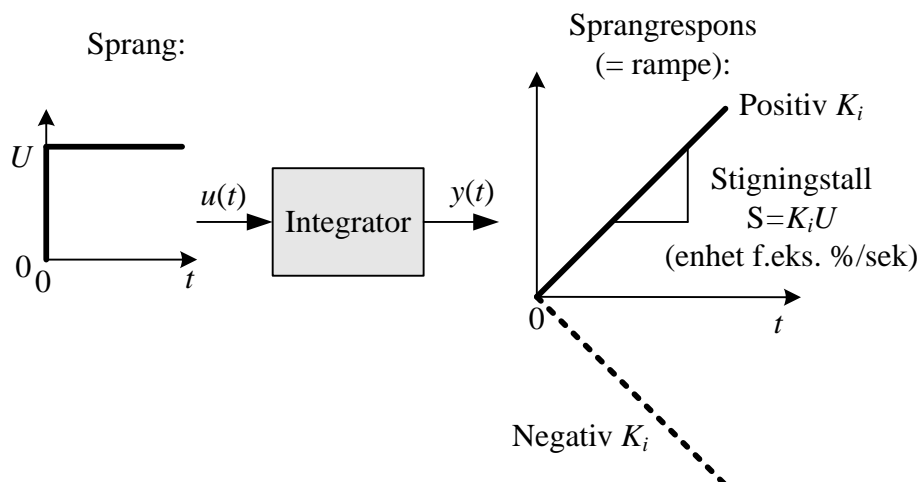 Sprang:
U
0
0
t
u(t)
Integrator
y(t)
Sprangrespons
(= rampe):
Positiv K_i
Stigningstall
S=K_iU
(enhet f.eks. %/sek)
0
t
Negativ K_i